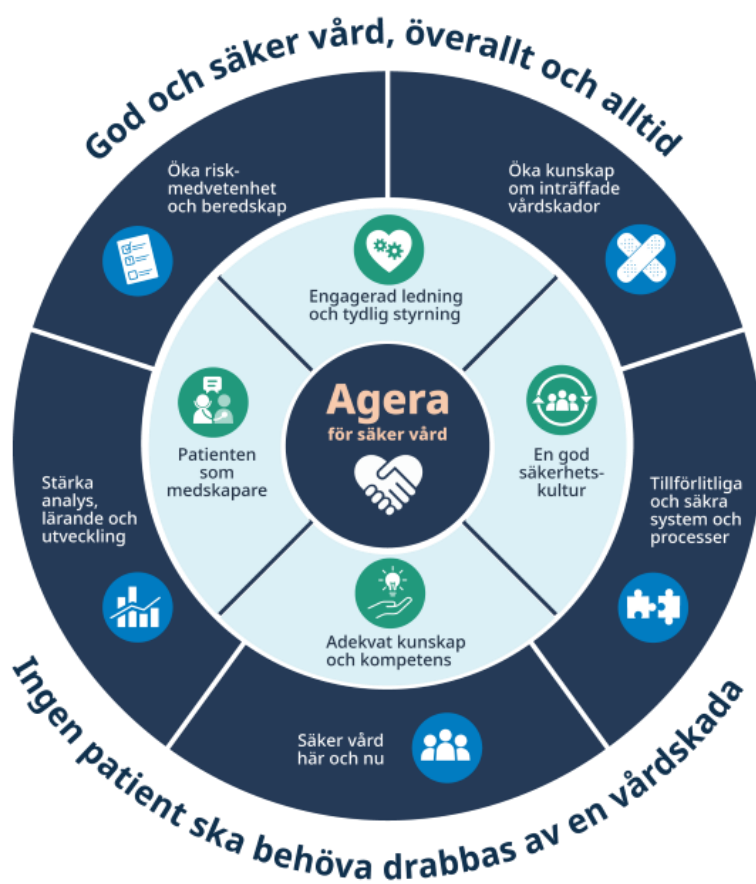 God och säker vård, överallt och alltid
Öka risk-
medvetenhet
och beredskap
Öka kunskap
om inträffade
vårdskador
Engagerad ledning
och tydlig styrning
Agera
för säker vård
Patienten
som
medskapare
En god
säkerhets-
kultur
Stärka
analys,
lärande och
utveckling
Tillförlitliga
och säkra
system och
processer
Adekvat kunskap
och kompetens
Säker vård
här och nu
Ingen patient ska behöva drabbas av en vårdskada